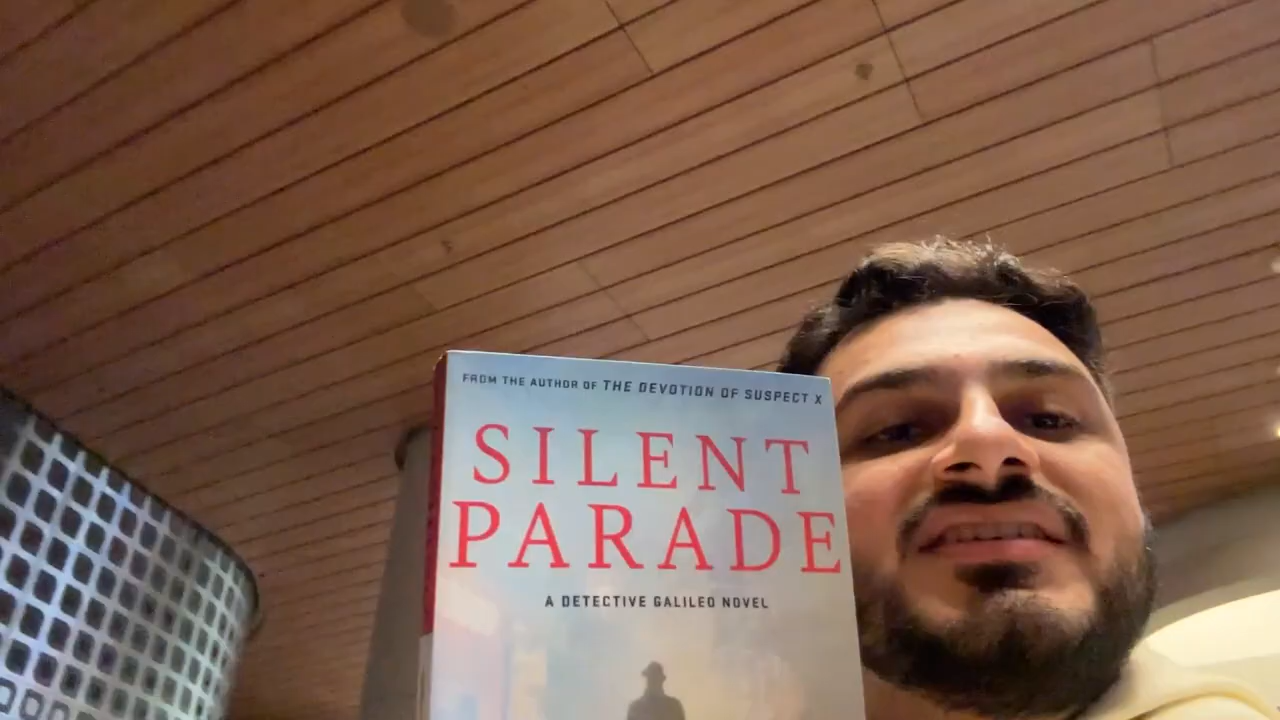 FROM THE AUTHOR OF THE DEVOTION OF SUSPECT X
SILENT
PARADE
A DETECTIVE GALILEO NOVEL